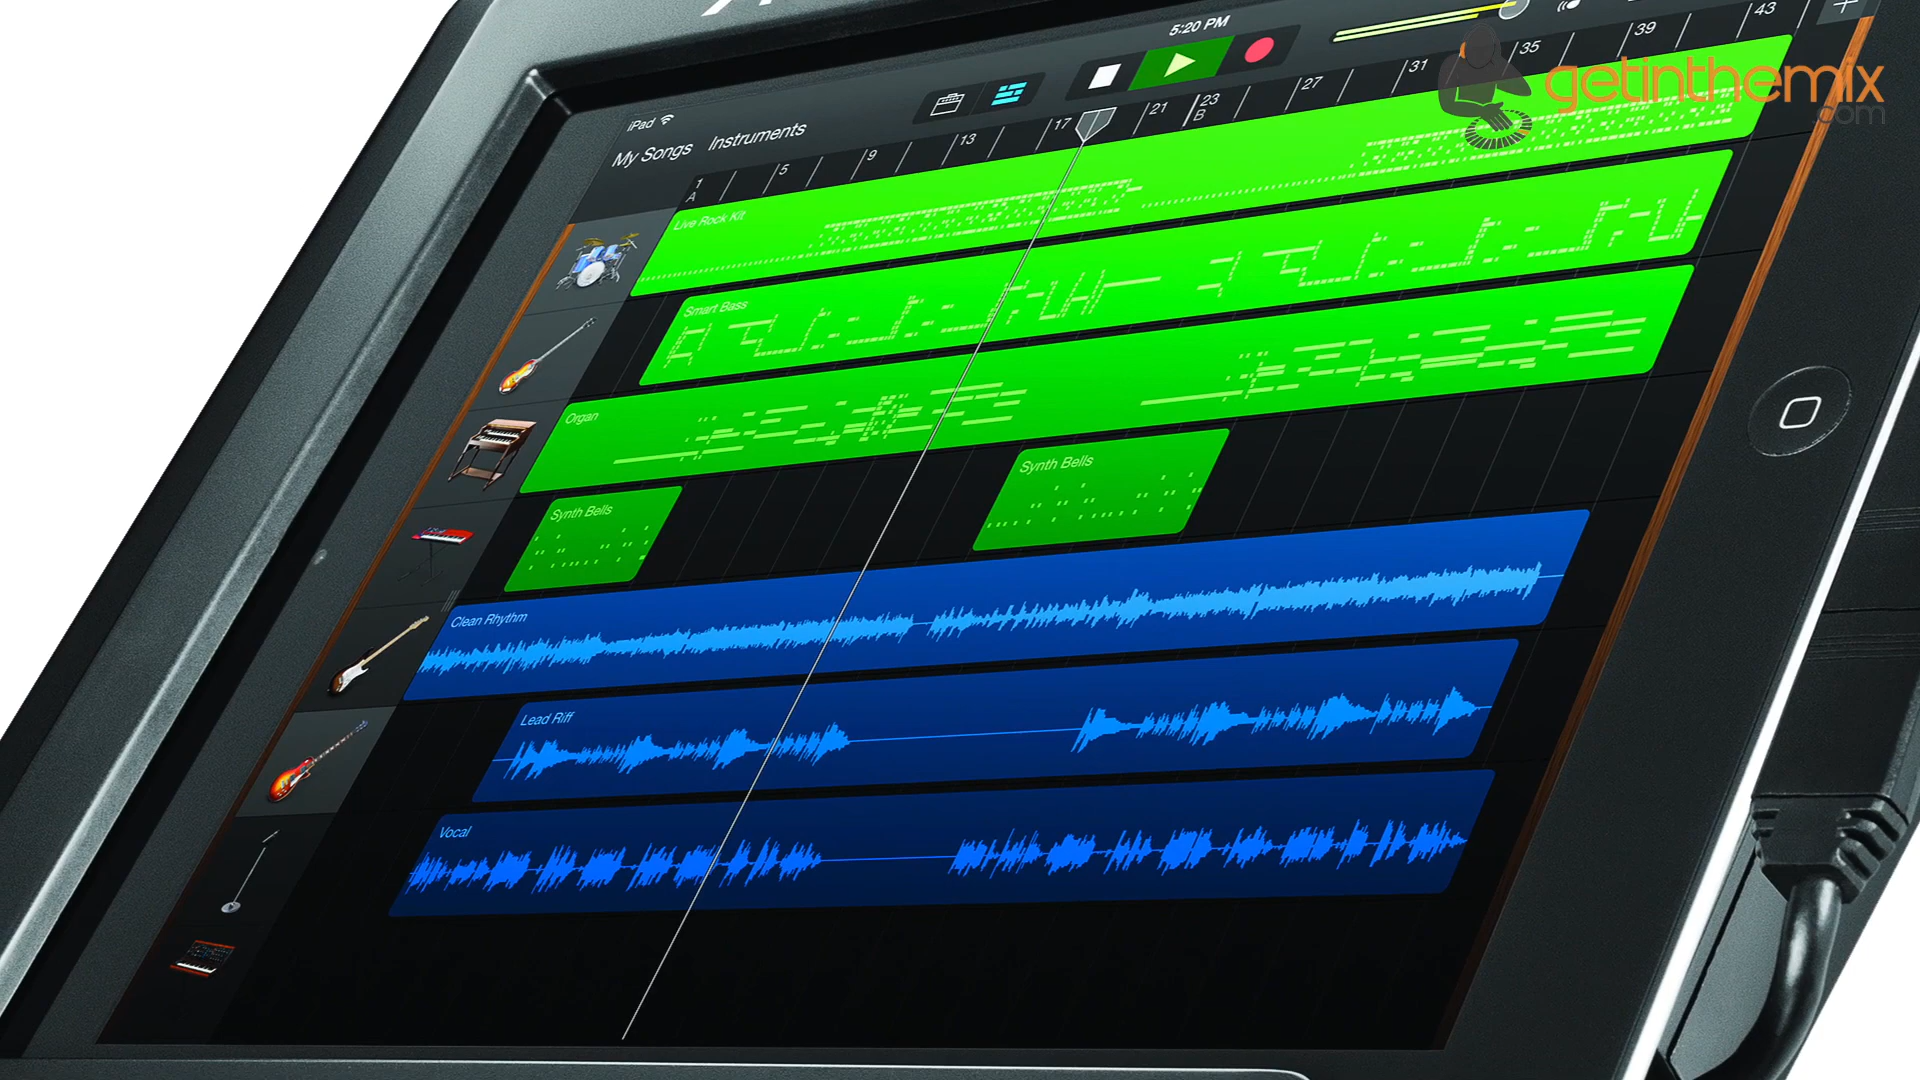 5:20 PM
iPad
My Songs Instruments
1 5 9 13 17 21 23 27 31 35 39 43
A B
getinthemix
.com
Live Rock Kit
Smart Bass
Organ
Synth Bells
Synth Bells
Clean Rhythm
Lead Riff
Vocal